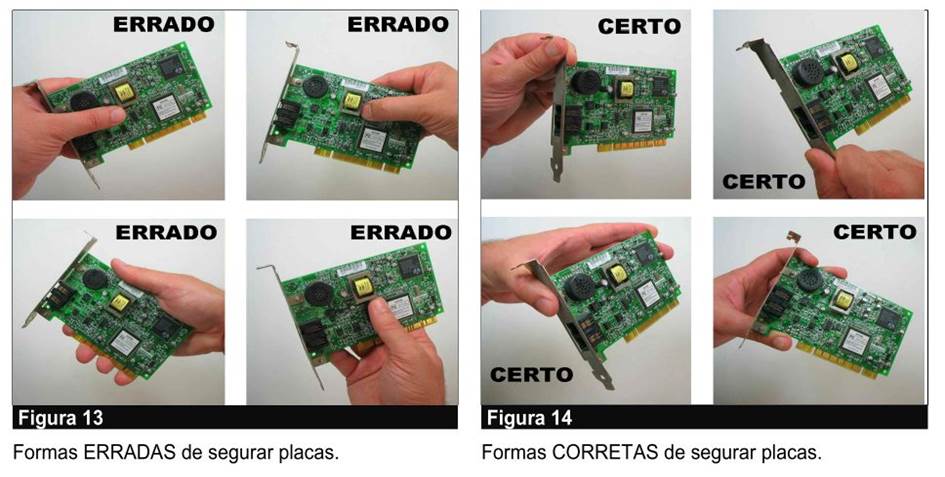 ERRADO
ERRADO
ERRADO
ERRADO
Figura 13
Formas ERRADAS de segurar placas.
CERTO
CERTO
CERTO
CERTO
Figura 14
Formas CORRETAS de segurar placas.